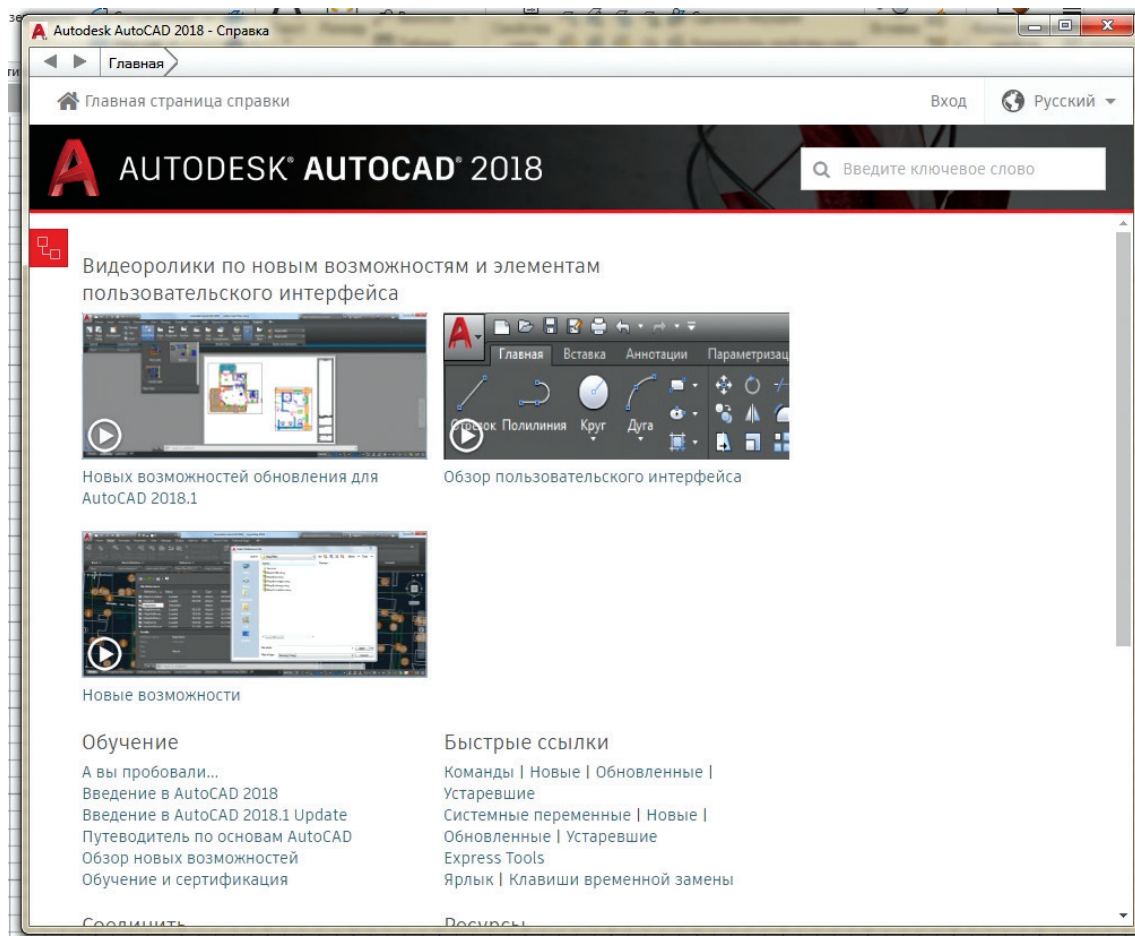 Autodesk AutoCAD 2018 - Справка
Главная
Главная страница справки
Вход
Русский
AUTODESK® AUTOCAD® 2018
Введите ключевое слово
Видеоролики по новым возможностям и элементам
пользовательского интерфейса
Главная Вставка Аннотации Параметризац
Отрезок Полилиния Круг Дуга
Новых возможностей обновления для
AutoCAD 2018.1
Обзор пользовательского интерфейса
Новые возможности
Обучение
А вы пробовали...
Введение в AutoCAD 2018
Введение в AutoCAD 2018.1 Update
Путеводитель по основам AutoCAD
Обзор новых возможностей
Обучение и сертификация
Быстрые ссылки
Команды | Новые | Обновленные |
Устаревшие
Системные переменные | Новые |
Обновленные | Устаревшие
Express Tools
Ярлык | Клавиши временной замены
Соединить
Ресурсы